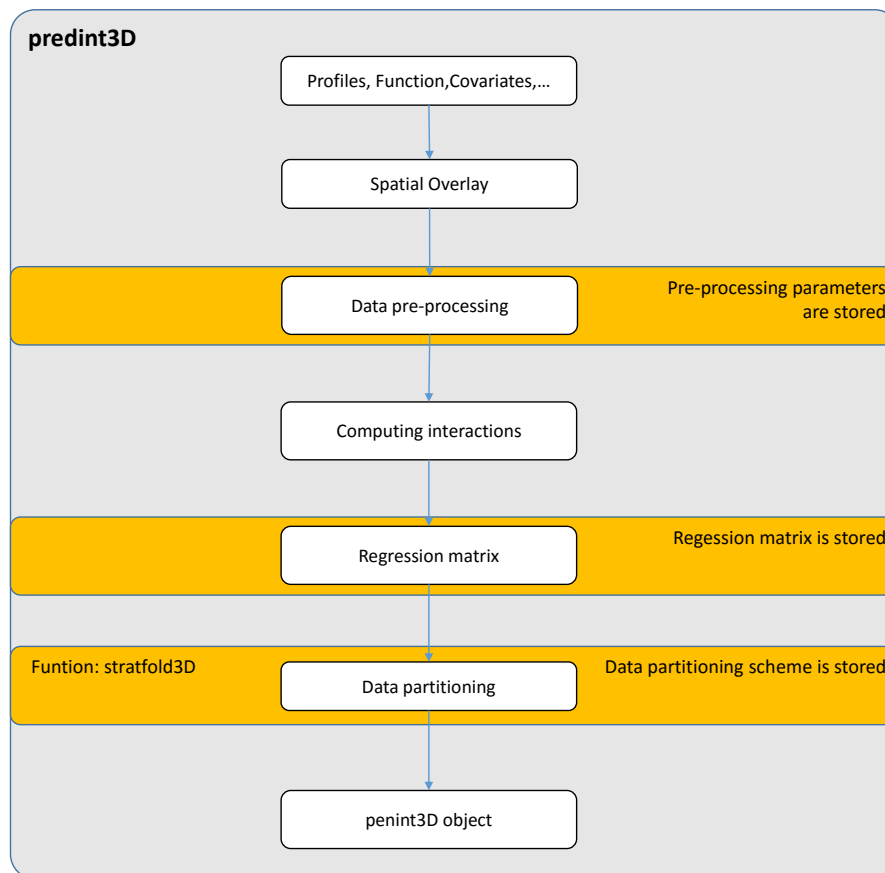 predint3D
Profiles, Function,Covariates,...
Spatial Overlay
Data pre-processing
Pre-processing parameters
are stored
Computing interactions
Regression matrix
Regession matrix is stored
Funtion: stratfold3D
Data partitioning
Data partitioning scheme is stored
penint3D object